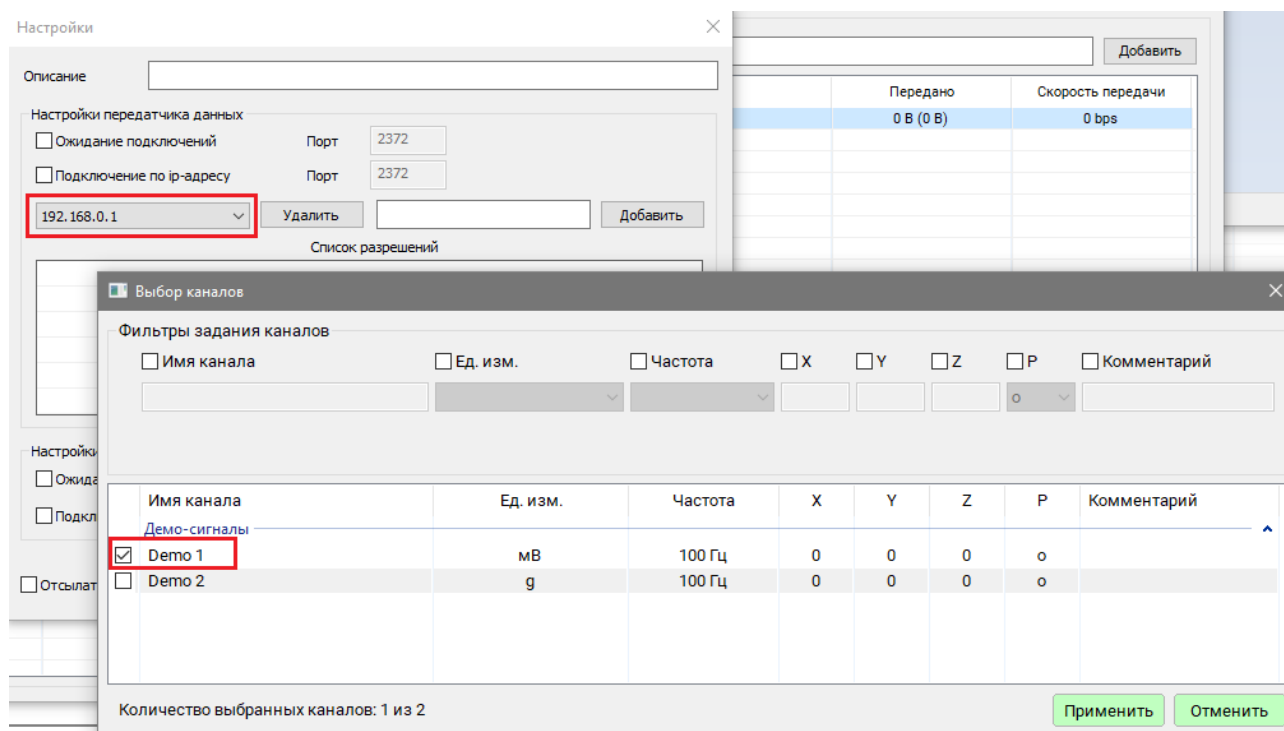 Настройки
Описание
Добавить
Передано Скорость передачи
0 B (0 B) 0 bps
Настройки передатчика данных
Ожидание подключений Порт 2372
Подключение по ip-адресу Порт 2372
192.168.0.1 Удалить Добавить
Список разрешений
Выбор каналов
Фильтры задания каналов
Имя канала Ед. изм. Частота X Y Z P Комментарий
o
Имя канала Ед. изм. Частота X Y Z P Комментарий
Демо-сигналы
Demo 1 мВ 100 Гц 0 0 0 o
Demo 2 g 100 Гц 0 0 0 o
Количество выбранных каналов: 1 из 2
Применить Отменить
Настройки
Ожида
Подкл
Отсылат